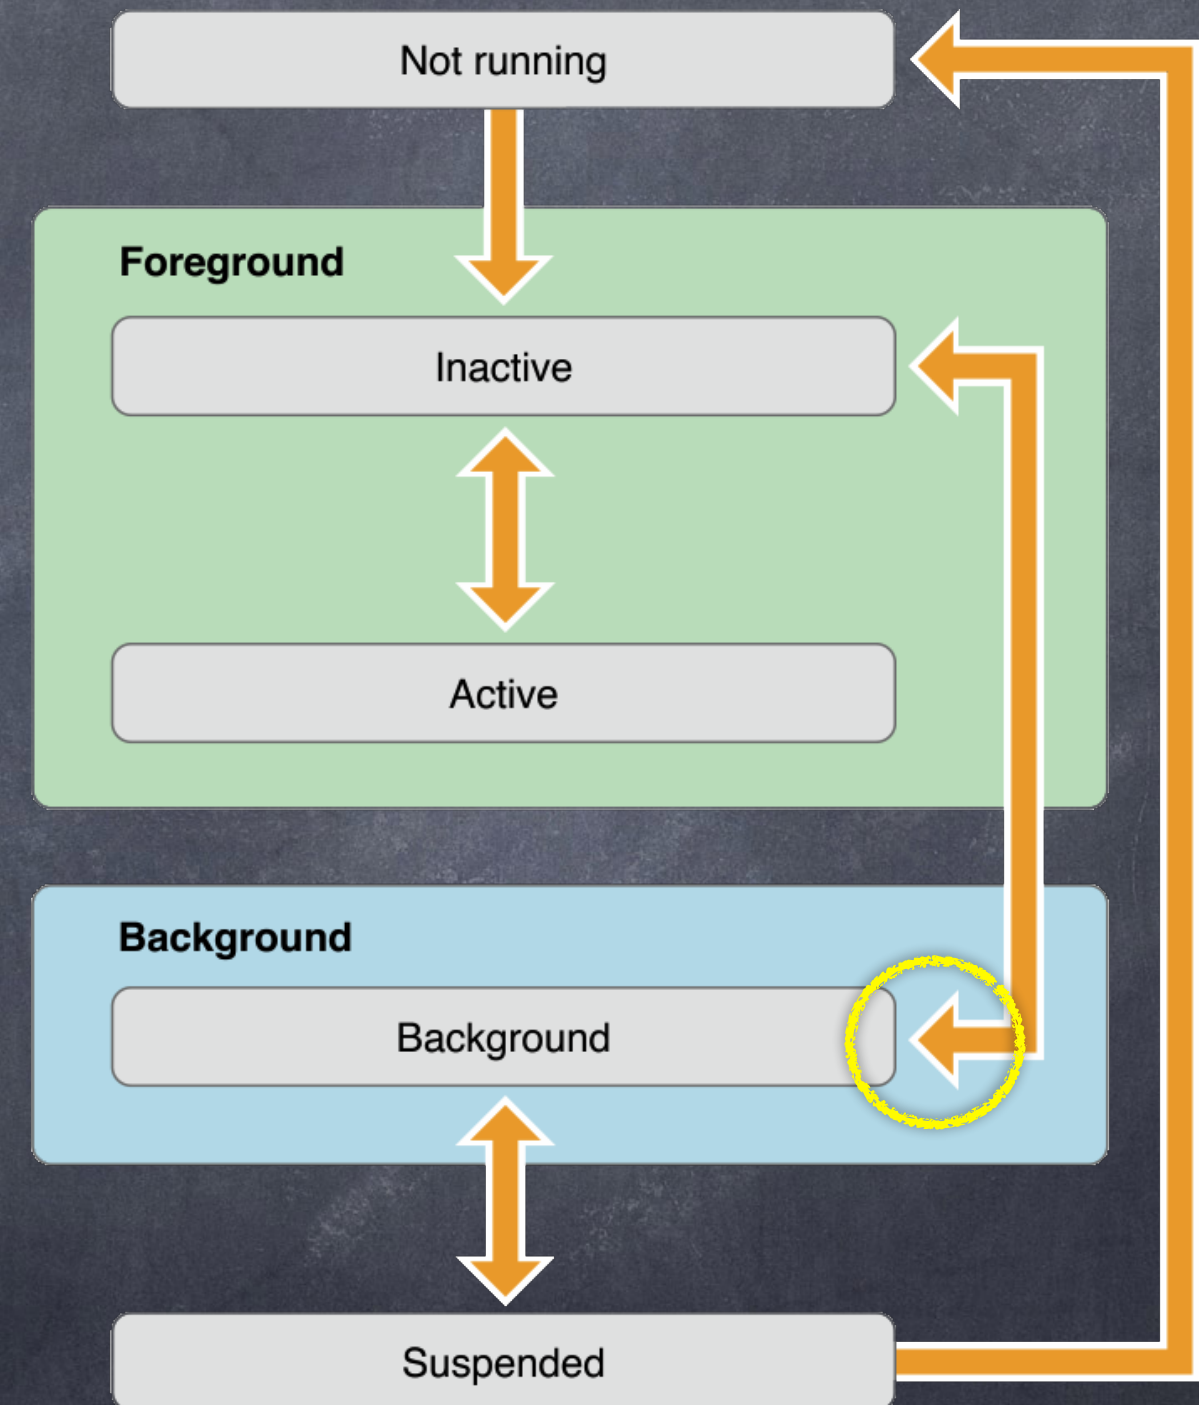 Not running
Foreground
Inactive
Active
Background
Background
Suspended